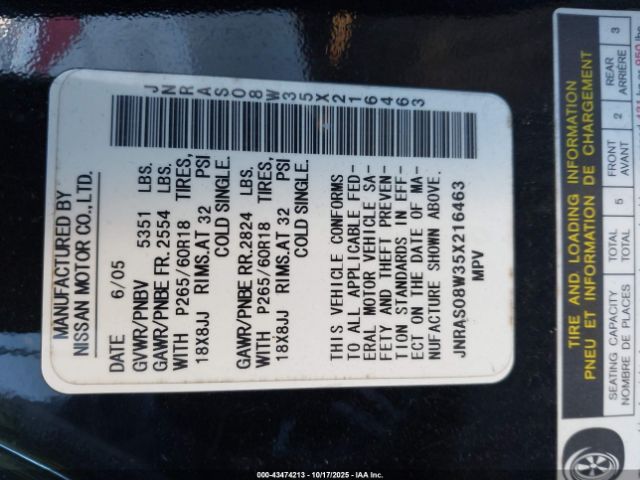 MANUFACTURED BY
NISSAN MOTOR CO., LTD.
DATE 6/05
GVWR/PNBV 5351 LBS.
GAWR/PNBE FR. 2554 LBS.
WITH P265/60R18 TIRES,
18X8JJ RIMS.AT 32 PSI
COLD SINGLE.
GAWR/PNBE RR. 2824 LBS.
WITH P265/60R18 TIRES,
18X8JJ RIMS.AT 32 PSI
COLD SINGLE.
THIS VEHICLE CONFORMS
TO ALL APPLICABLE FED-
ERAL MOTOR VEHICLE SA-
FETY AND THEFT PREVEN-
TION STANDARDS IN EFF-
ECT ON THE DATE OF MA-
NUFACTURE SHOWN ABOVE.
JNRAS08W35X216463
MPV
JNRAS08W35X216463
TIRE AND LOADING INFORMATION
PNEU ET INFORMATION DE CHARGEMENT
SEATING CAPACITY TOTAL 5 FRONT 2 REAR 3
NOMBRE DE PLACES TOTAL AVANT ARRIÈRE
000-43474213 - 10/17/2025 - IAA Inc.